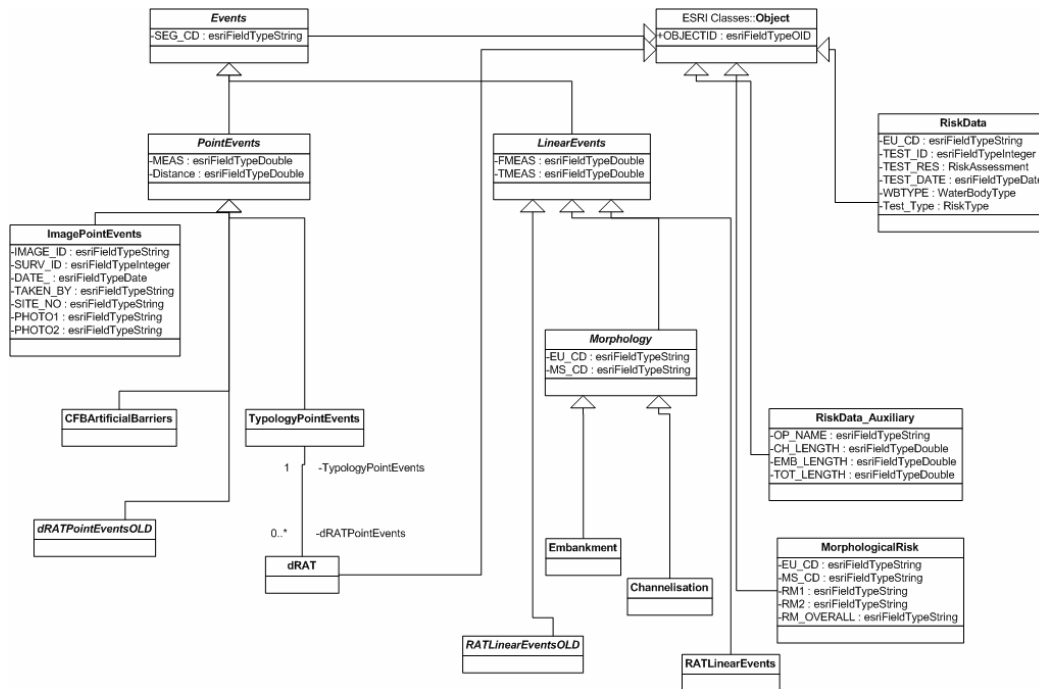 Events
-SEG_CD : esriFieldTypeString
ESRI Classes::Object
+OBJECTID : esriFieldTypeOID
PointEvents
-MEAS : esriFieldTypeDouble
-Distance : esriFieldTypeDouble
LinearEvents
-FMEAS : esriFieldTypeDouble
-TMEAS : esriFieldTypeDouble
RiskData
-EU_CD : esriFieldTypeString
-TEST_ID : esriFieldTypeInteger
-TEST_RES : RiskAssessment
-TEST_DATE : esriFieldTypeDate
-WBTYPE : WaterBodyType
-Test_Type : RiskType
ImagePointEvents
-IMAGE_ID : esriFieldTypeString
-SURV_ID : esriFieldTypeInteger
-DATE_ : esriFieldTypeDate
-TAKEN_BY : esriFieldTypeString
-SITE_NO : esriFieldTypeString
-PHOTO1 : esriFieldTypeString
-PHOTO2 : esriFieldTypeString
Morphology
-EU_CD : esriFieldTypeString
-MS_CD : esriFieldTypeString
CFBArtificialBarriers
TypologyPointEvents
RiskData_Auxiliary
-OP_NAME : esriFieldTypeString
-CH_LENGTH : esriFieldTypeDouble
-EMB_LENGTH : esriFieldTypeDouble
-TOT_LENGTH : esriFieldTypeDouble
1 -TypologyPointEvents
dRATPointEventsOLD
0..* -dRATPointEvents
dRAT
Embankment
Channelisation
MorphologicalRisk
-EU_CD : esriFieldTypeString
-MS_CD : esriFieldTypeString
-RM1 : esriFieldTypeString
-RM2 : esriFieldTypeString
-RM_OVERALL : esriFieldTypeString
RATLinearEventsOLD
RATLinearEvents